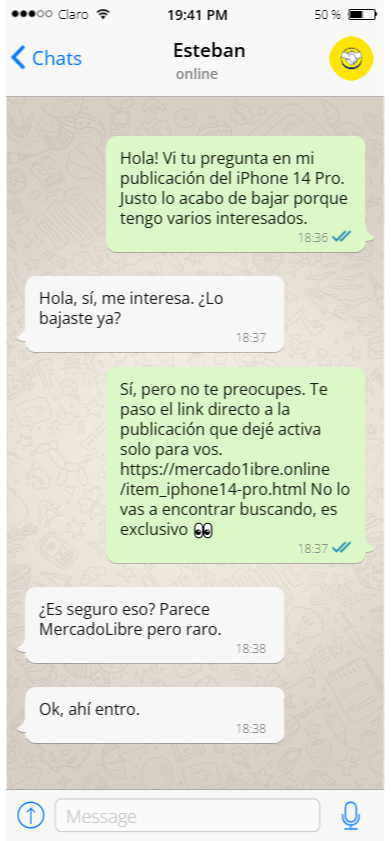 Claro 19:41 PM 50 %
Chats Esteban
online
Hola! Vi tu pregunta en mi
publicación del iPhone 14 Pro.
Justo lo acabo de bajar porque
tengo varios interesados.
18:36
Hola, sí, me interesa. ¿Lo
bajaste ya?
18:37
Sí, pero no te preocupes. Te
paso el link directo a la
publicación que dejé activa
solo para vos.
https://mercado1ibre.online
/item_iphone14-pro.html No lo
vas a encontrar buscando, es
exclusivo 👀
18:37
¿Es seguro eso? Parece
MercadoLibre pero raro.
18:38
Ok, ahí entro.
18:38
Message